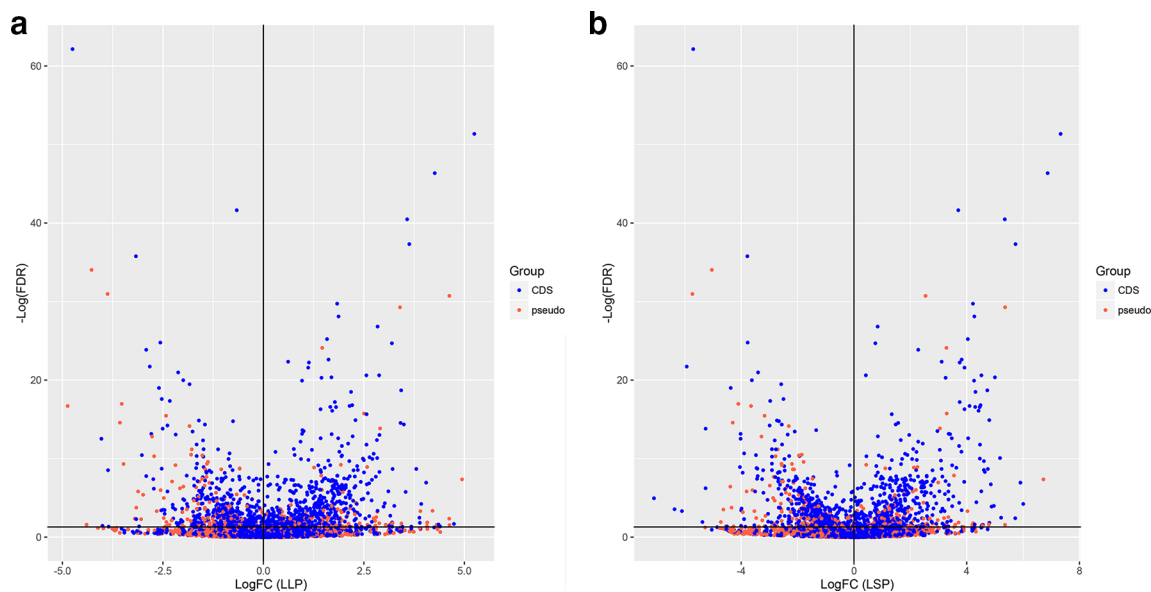 a
60
40
20
0
-Log(FDR)
-5.0 -2.5 0.0 2.5 5.0
LogFC (LLP)
Group
CDS
pseudo
b
60
40
20
0
-Log(FDR)
-4 0 4 8
LogFC (LSP)
Group
CDS
pseudo